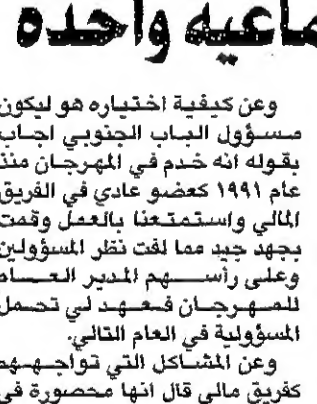 ماعيه واحده
وعن كيفية اختياره هو ليكون
مسؤول الباب الجنوبي اجاب
بقوله انه خدم في المهرجان منذ
عام ١٩٩١ كعضو عادي في الفريق
المالي واستمتعنا بالعمل وقمت
بجهد جيد مما لفت نظر المسؤولين
وعلى رأسهم المدير العام
للمهرجان فعهد لي تحمل
المسؤولية في العام التالي.
وعن المشاكل التي تواجههم
كفريق مالي قال انها محصورة في